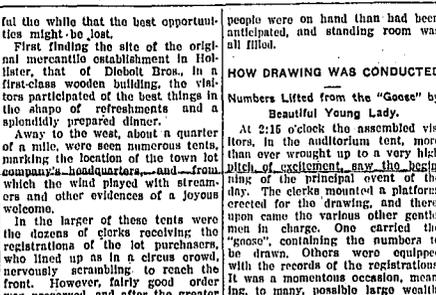 ful the while that the best opportuni-
ties might be lost.
First finding the site of the origi-
nal mercantile establishment in Hol-
lister, that of Diebolt Bros., in a
first-class wooden building, the visi-
tors participated of the best things in
the shape of refreshments and a
splendidly prepared dinner.
Away to the west, about a quarter
of a mile, were seen numerous tents,
marking the location of the town lot
company's headquarters, and from
which the wind played with stream-
ers and other evidences of a joyous
welcome.
In the larger of these tents were
the dozens of clerks receiving the
registrations of the lot purchasers,
who lined up as in a circus crowd,
nervously scrambling to reach the
front. However, fairly good order
was preserved, and after the greater
people were on hand than had been
anticipated, and standing room was
all filled.
HOW DRAWING WAS CONDUCTED
Numbers Lifted from the "Goose" by
Beautiful Young Lady.
At 2:15 o'clock the assembled vis
itors, in the auditorium tent, more
than ever wrought up to a very high
pitch of excitement, saw the begin
ning of the principal event of the
day. The clerks mounted a platform
erected for the drawing, and there
upon came the various other gentle
men in charge. One carried the
"goose", containing the numbers to
be drawn. Others were equipped
with the records of the registration.
It was a momentous occasion, mean
ing, to many, possible large wealth